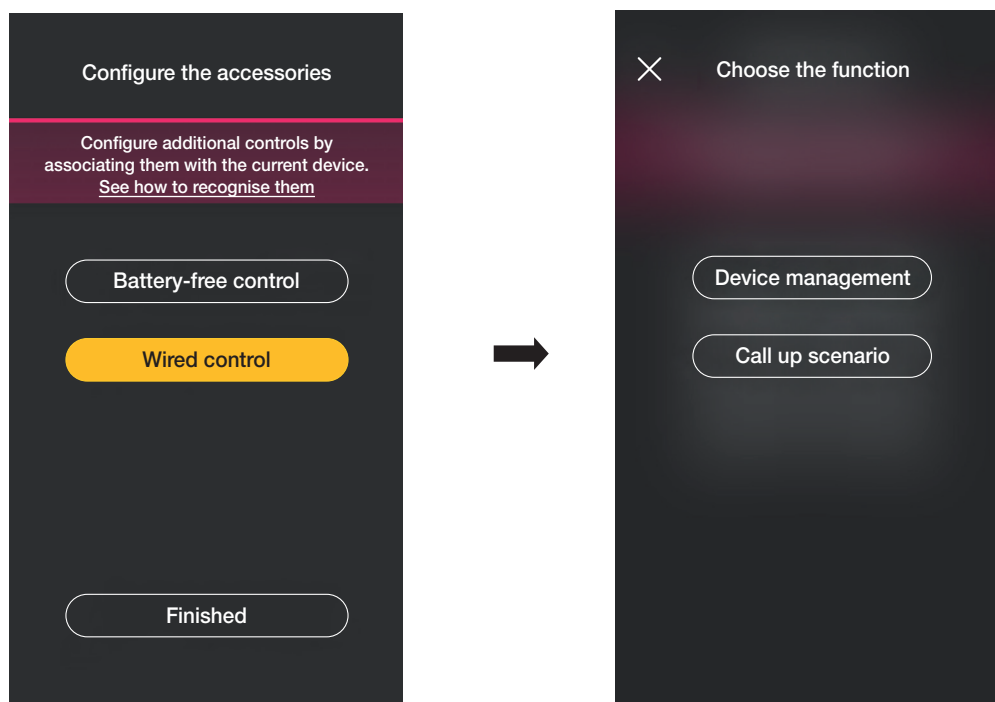 Configure the accessories
Configure additional controls by
associating them with the current device.
See how to recognise them
Battery-free control
Wired control
Finished
Choose the function
Device management
Call up scenario